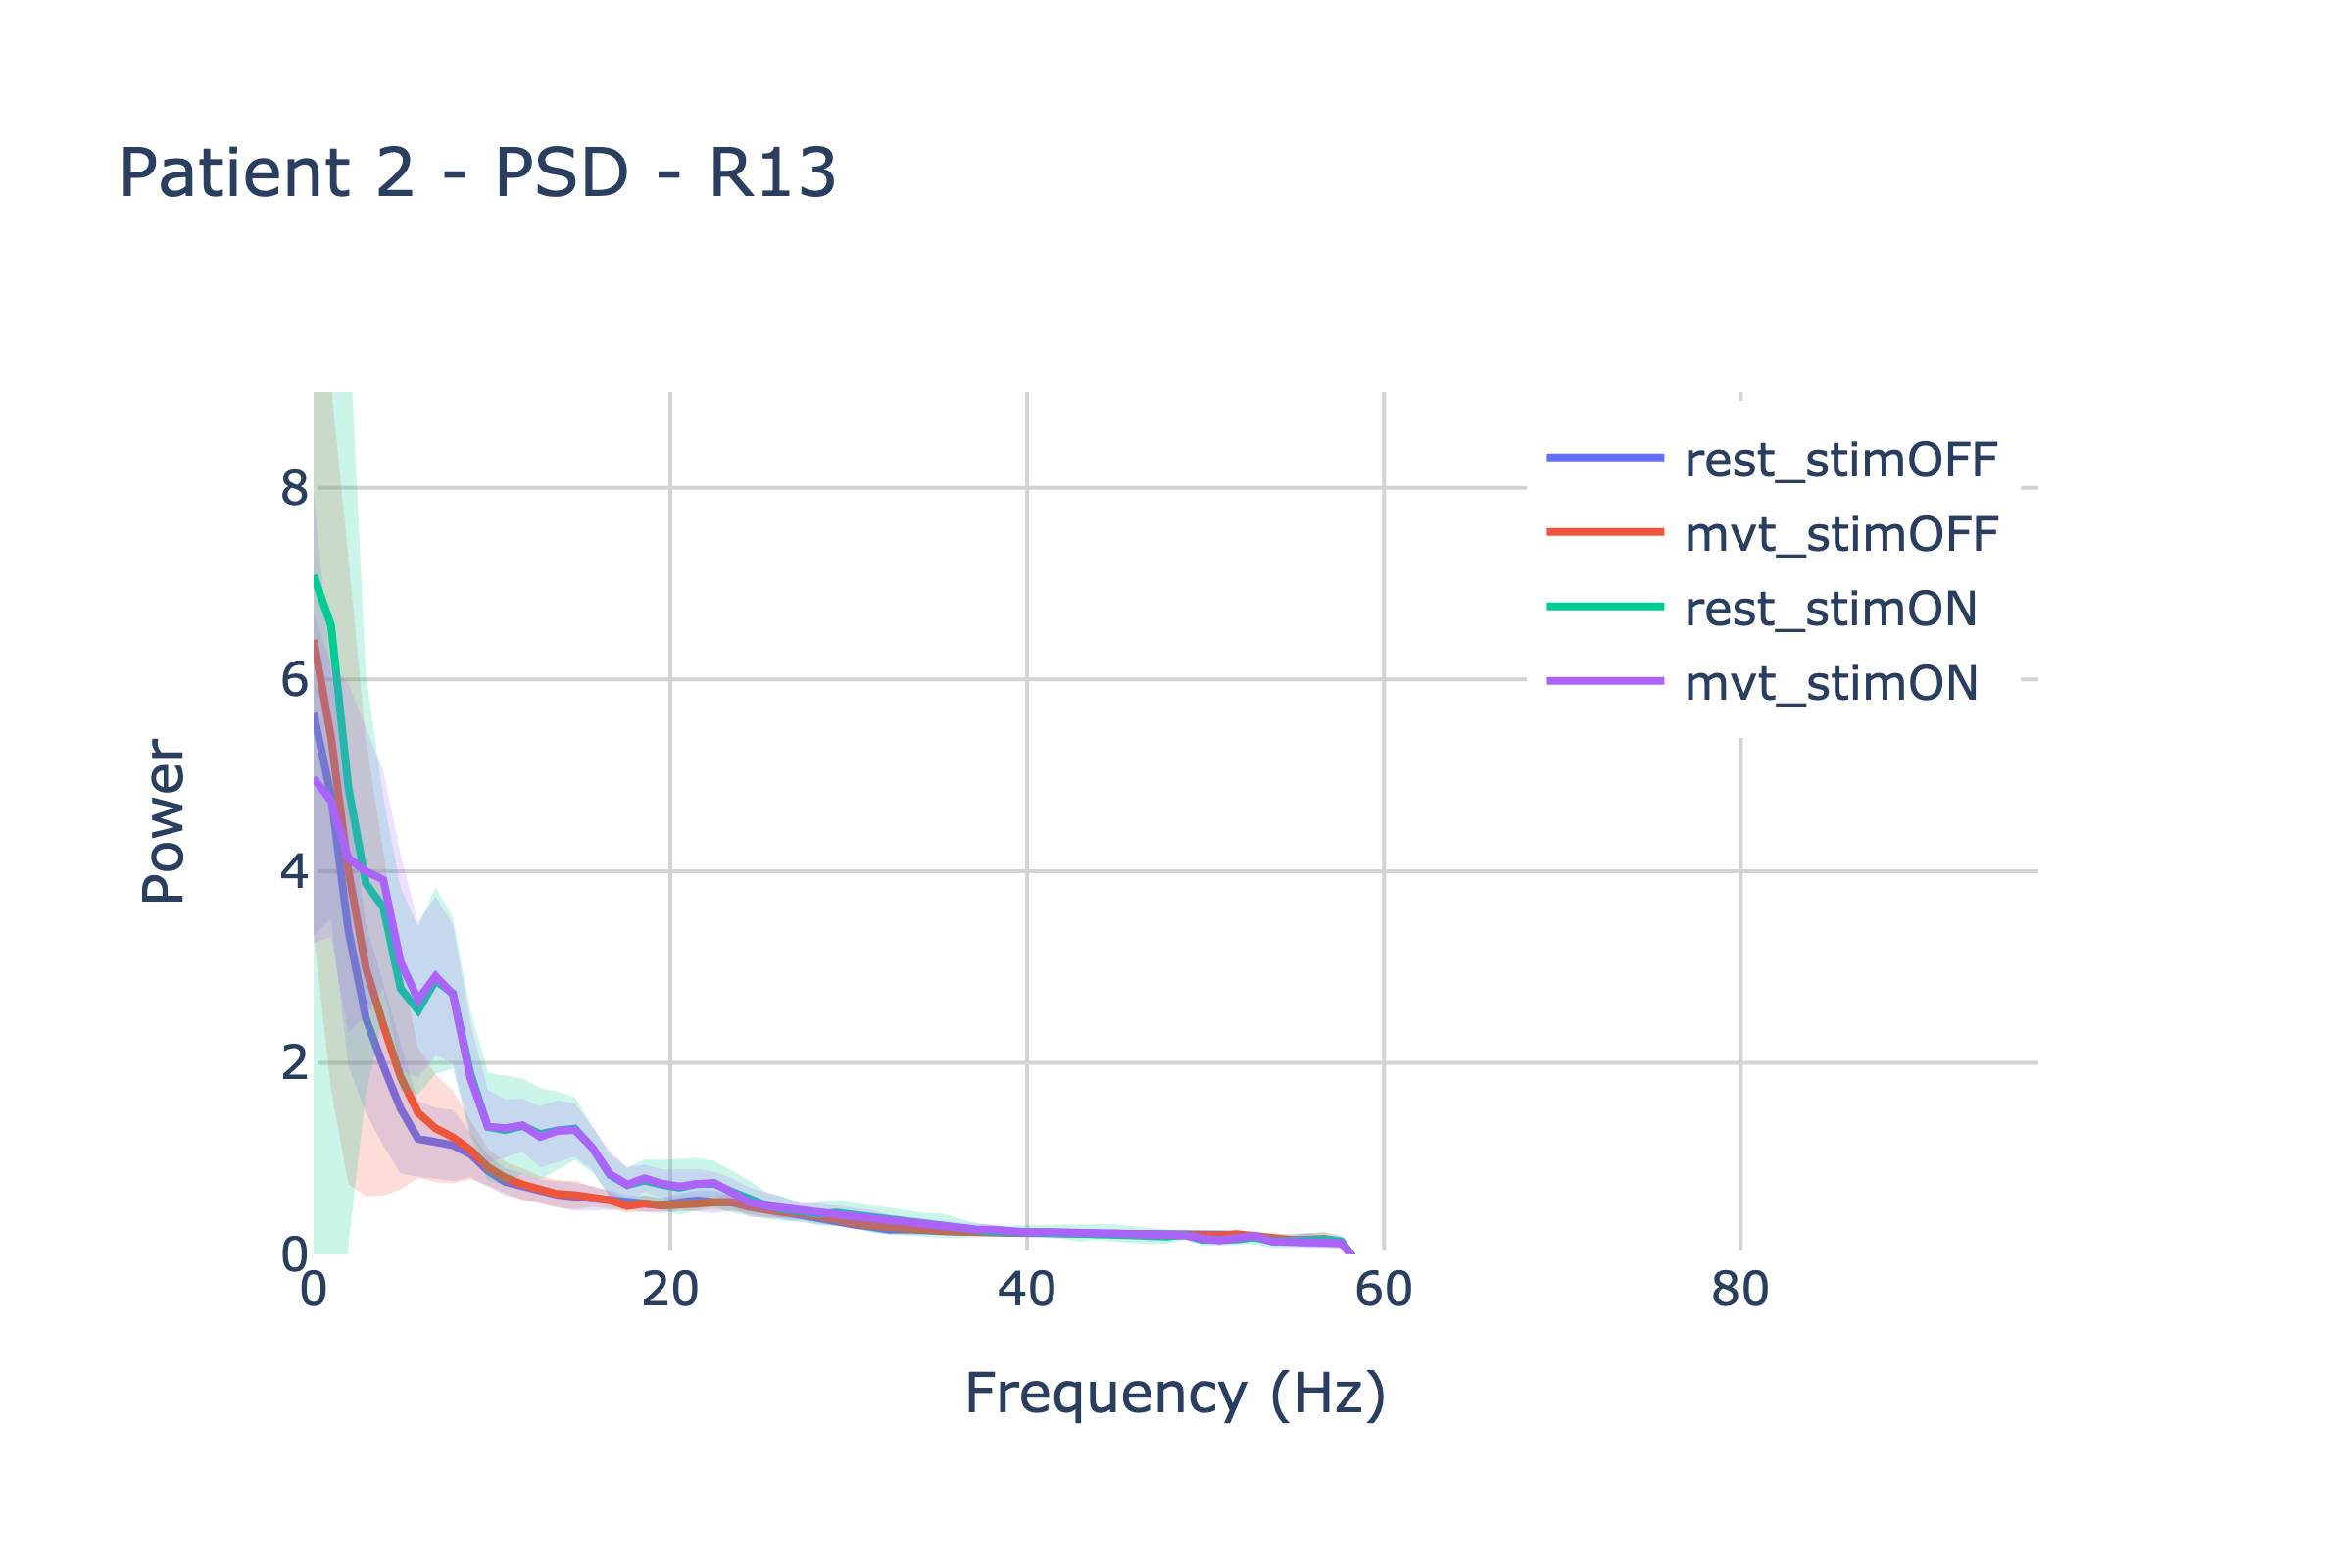 Patient 2 - PSD - R13
rest_stimOFF
mvt_stimOFF
rest_stimON
mvt_stimON
8
6
4
2
0
Power
0 20 40 60 80
Frequency (Hz)